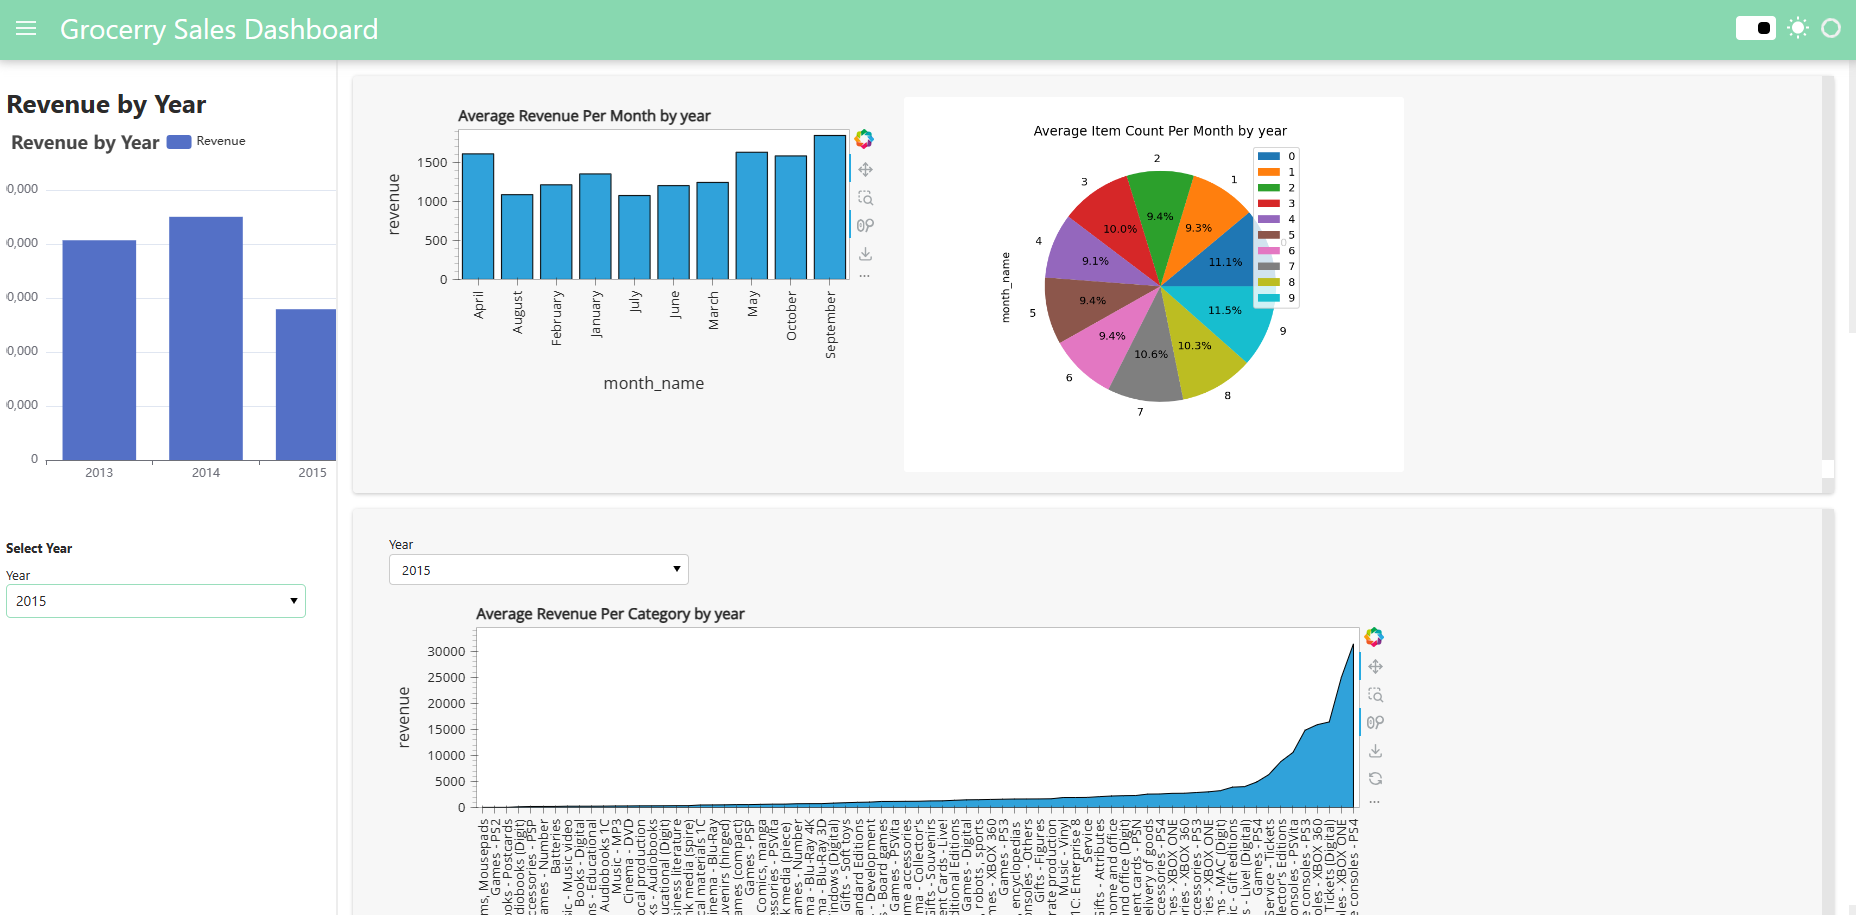 Grocerry Sales Dashboard
Revenue by Year
Revenue by Year
Revenue
0,000
0,000
0,000
0,000
0,000
0
2013
2014
2015
Select Year
Year
2015
Average Revenue Per Month by year
revenue
1500
1000
500
0
April
August
February
January
July
June
March
May
October
September
month_name
Average Item Count Per Month by year
month_name
0
1
2
3
4
5
6
7
8
9
11.1%
9.3%
9.4%
10.0%
9.1%
9.4%
9.4%
10.6%
10.3%
11.5%
0
1
2
3
4
5
6
7
8
9
Year
2015
Average Revenue Per Category by year
revenue
30000
25000
20000
15000
10000
5000
0
ms, Mousepads
Games - PS2
oks - Postcards
diobooks (Digit)
ccessories - PSP
ames - Number
Batteries
sic - Music video
Books - Digital
ms - Educational
Audiobooks 1C
Music - MP3
Cinema - DVD
ocal production
ks - Audiobooks
ucational (Digit)
siness literature
nk media (spire)
cal materials 1C
inema - Blu-Ray
uvenirs (hinged)
ames (compact)
Games - PSP
Comics, manga
essories - PSVita
k media (piece)
ames - Number
ma - Blu-Ray 4K
ma - Blu-Ray 3D
indows (Digital)
Gifts - Soft toys
andard Editions
- Development
s - Board games
Games - PSVita
ne accessories
ma - Collector's
Gifts - Souvenirs
ent Cards - Live!
ditional Editions
Games - Digital
, robots , sports
mes - XBOX 360
Games - PS3
, encyclopedias
onsoles - Others
Gifts - Figures
rate production
Music - Vinyl
1C: Enterprise 8
Service
Gifts - Attributes
home and office
nd office (Digit)
ment cards - PSN
elivery of goods
ccessories - PS4
nes - XBOX ONE
ries - XBOX 360
ccessories - PS3
ries - XBOX ONE
ms - MAC (Digit)
ic - Gift editions
s - Live (Digital)
Games - PS4
Service - Tickets
lector's Editions
onsoles - PSVita
e consoles - PS3
oles - XBOX 360
Tickets (Digital)
les - XBOX ONE
e consoles - PS4